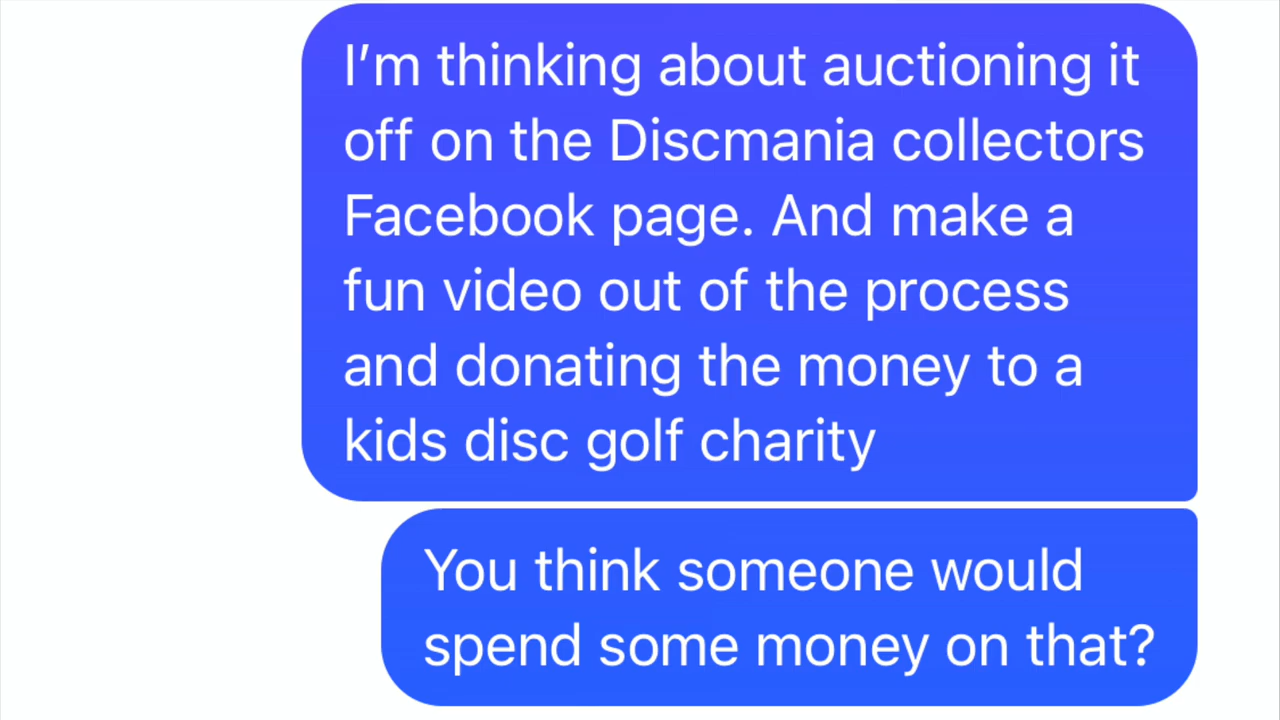 I’m thinking about auctioning it
off on the Discmania collectors
Facebook page. And make a
fun video out of the process
and donating the money to a
kids disc golf charity
You think someone would
spend some money on that?